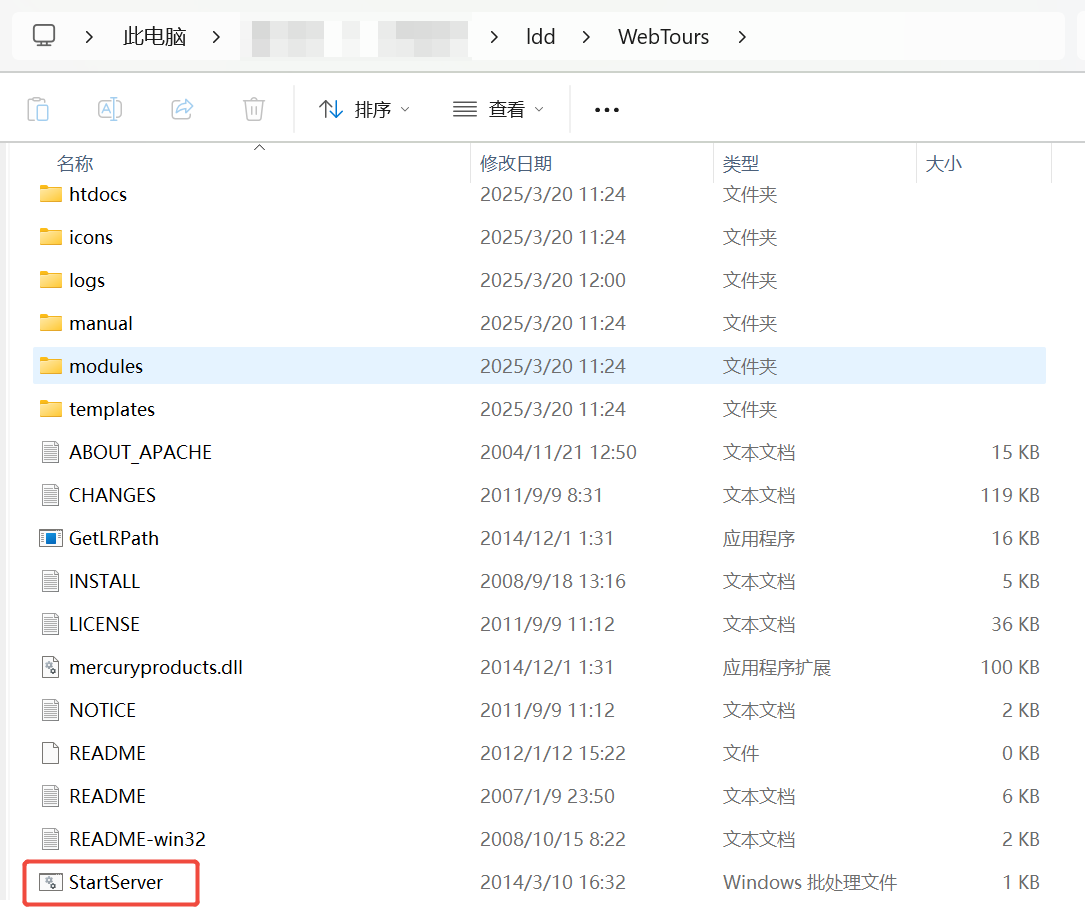 此电脑 ldd WebTours
排序 查看
名称 修改日期 类型 大小
htdocs 2025/3/20 11:24 文件夹
icons 2025/3/20 11:24 文件夹
logs 2025/3/20 12:00 文件夹
manual 2025/3/20 11:24 文件夹
modules 2025/3/20 11:24 文件夹
templates 2025/3/20 11:24 文件夹
ABOUT_APACHE 2004/11/21 12:50 文本文档 15 KB
CHANGES 2011/9/9 8:31 文本文档 119 KB
GetLRPath 2014/12/1 1:31 应用程序 16 KB
INSTALL 2008/9/18 13:16 文本文档 5 KB
LICENSE 2011/9/9 11:12 文本文档 36 KB
mercuryproducts.dll 2014/12/1 1:31 应用程序扩展 100 KB
NOTICE 2011/9/9 11:12 文本文档 2 KB
README 2012/1/12 15:22 文件 0 KB
README 2007/1/9 23:50 文本文档 6 KB
README-win32 2008/10/15 8:22 文本文档 2 KB
StartServer 2014/3/10 16:32 Windows 批处理文件 1 KB